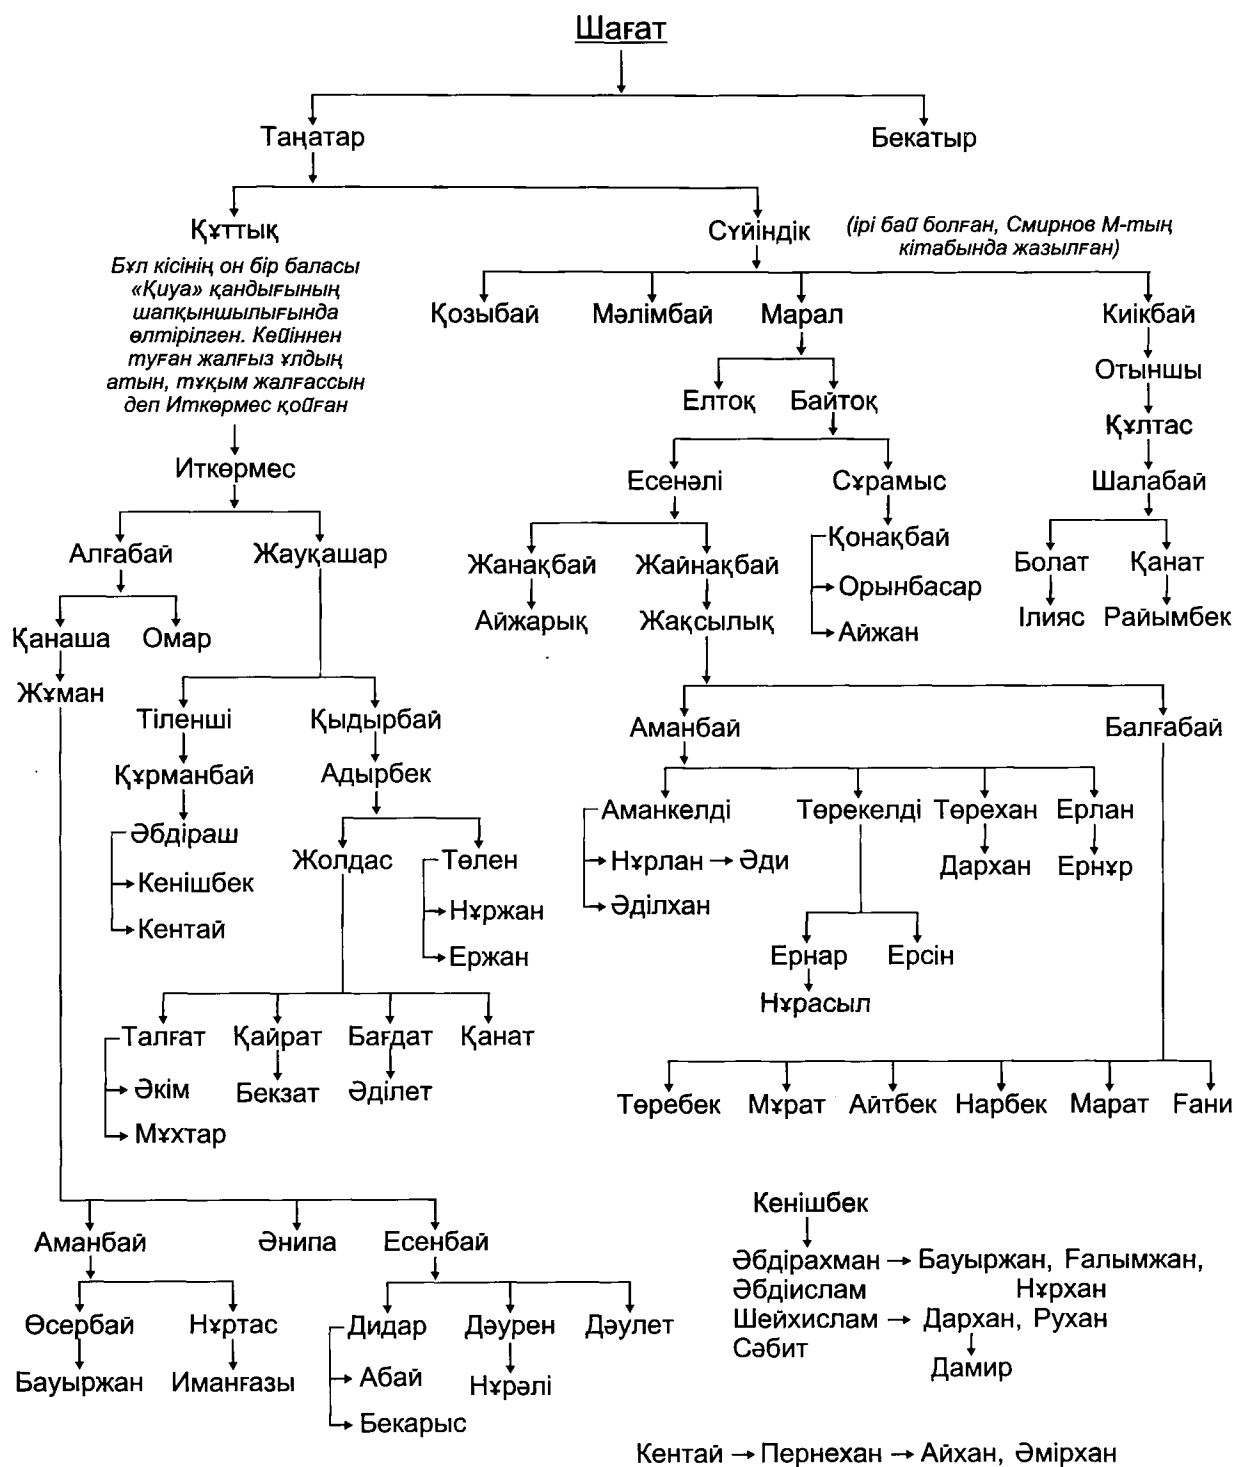 Шағат
Таңатар Бекатыр
Құттық Сүйіндік (ірі бай болған, Смирнов М-тың
кітабында жазылған)
Бұл кісінің он бір баласы
«Қиуа» қандығының
шапқыншылығында
өлтірілген. Кейіннен
туған жалғыз ұлдың
атын, тұқым жалғассын
деп Иткөрмес қойған
Қозыбай Мәлімбай Марал Киікбай
Отыншы
Елтоқ Байтоқ
Құлтас
Иткөрмес
Есенәлі Сұрамыс Шалабай
Алғабай Жауқашар
Жанақбай Жайнақбай Қонақбай Болат Қанат
Орынбасар
Айжарық Жақсылық Айжан Ілияс Райымбек
Қанаша Омар
Жұман
Тіленші Қыдырбай
Аманбай Балғабай
Құрманбай Адырбек
Аманкелді Төрекелді Төрехан Ерлан
Әбдіраш Жолдас Төлен
Нұрлан → Әди Дархан Ернұр
Кенішбек Нұржан
Әділхан
Кентай Ержан
Ернар Ерсін
Нұрасыл
Талғат Қайрат Бағдат Қанат
Әкім Бекзат Әділет
Мұхтар
Төребек Мұрат Айтбек Нарбек Марат Ғани
Аманбай Әнипа Есенбай
Өсербай Нұртас Дидар Дәурен Дәулет
Бауыржан Иманғазы Абай Нұрәлі
Бекарыс
Кенішбек
Әбдірахман → Бауыржан, Ғалымжан,
Әбдіислам Нұрхан
Шейхислам → Дархан, Рухан
Сәбит
Дамир
Кентай → Пернехан → Айхан, Әмірхан